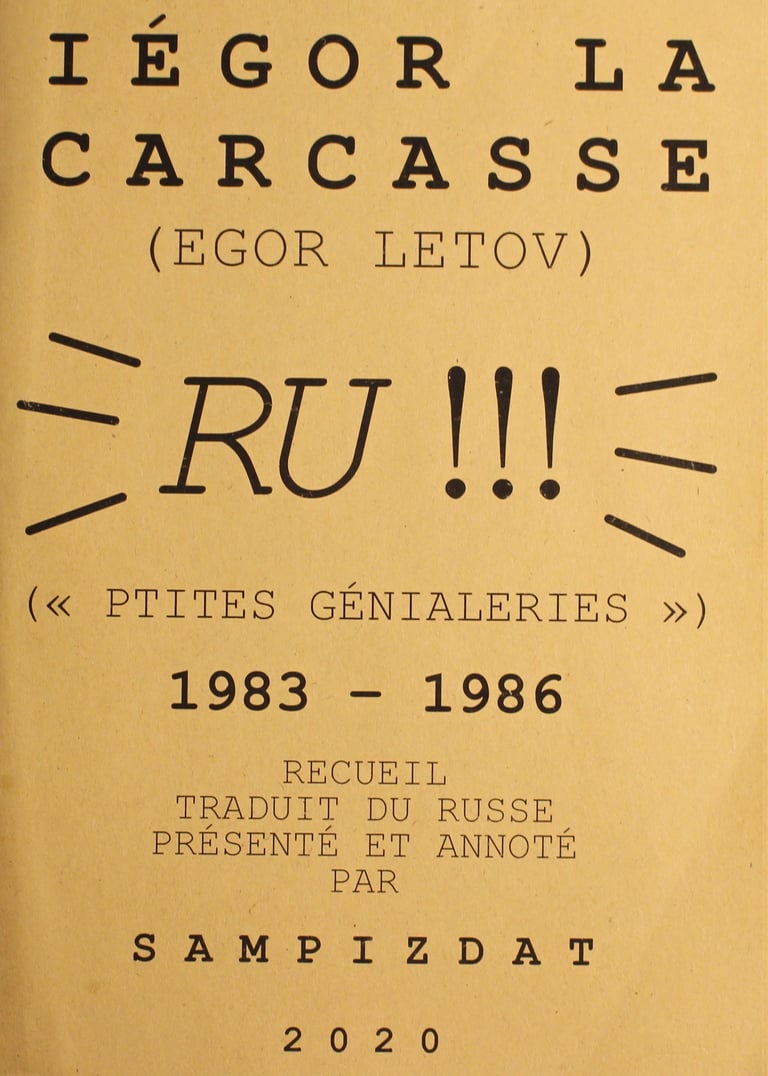 IÉGOR LA
CARCASSE
(EGOR LETOV)
RU !!!
(« PTITES GÉNIALERIES »)
1983 – 1986
RECUEIL
TRADUIT DU RUSSE
PRÉSENTÉ ET ANNOTÉ
PAR
SAMPIZDAT
2020